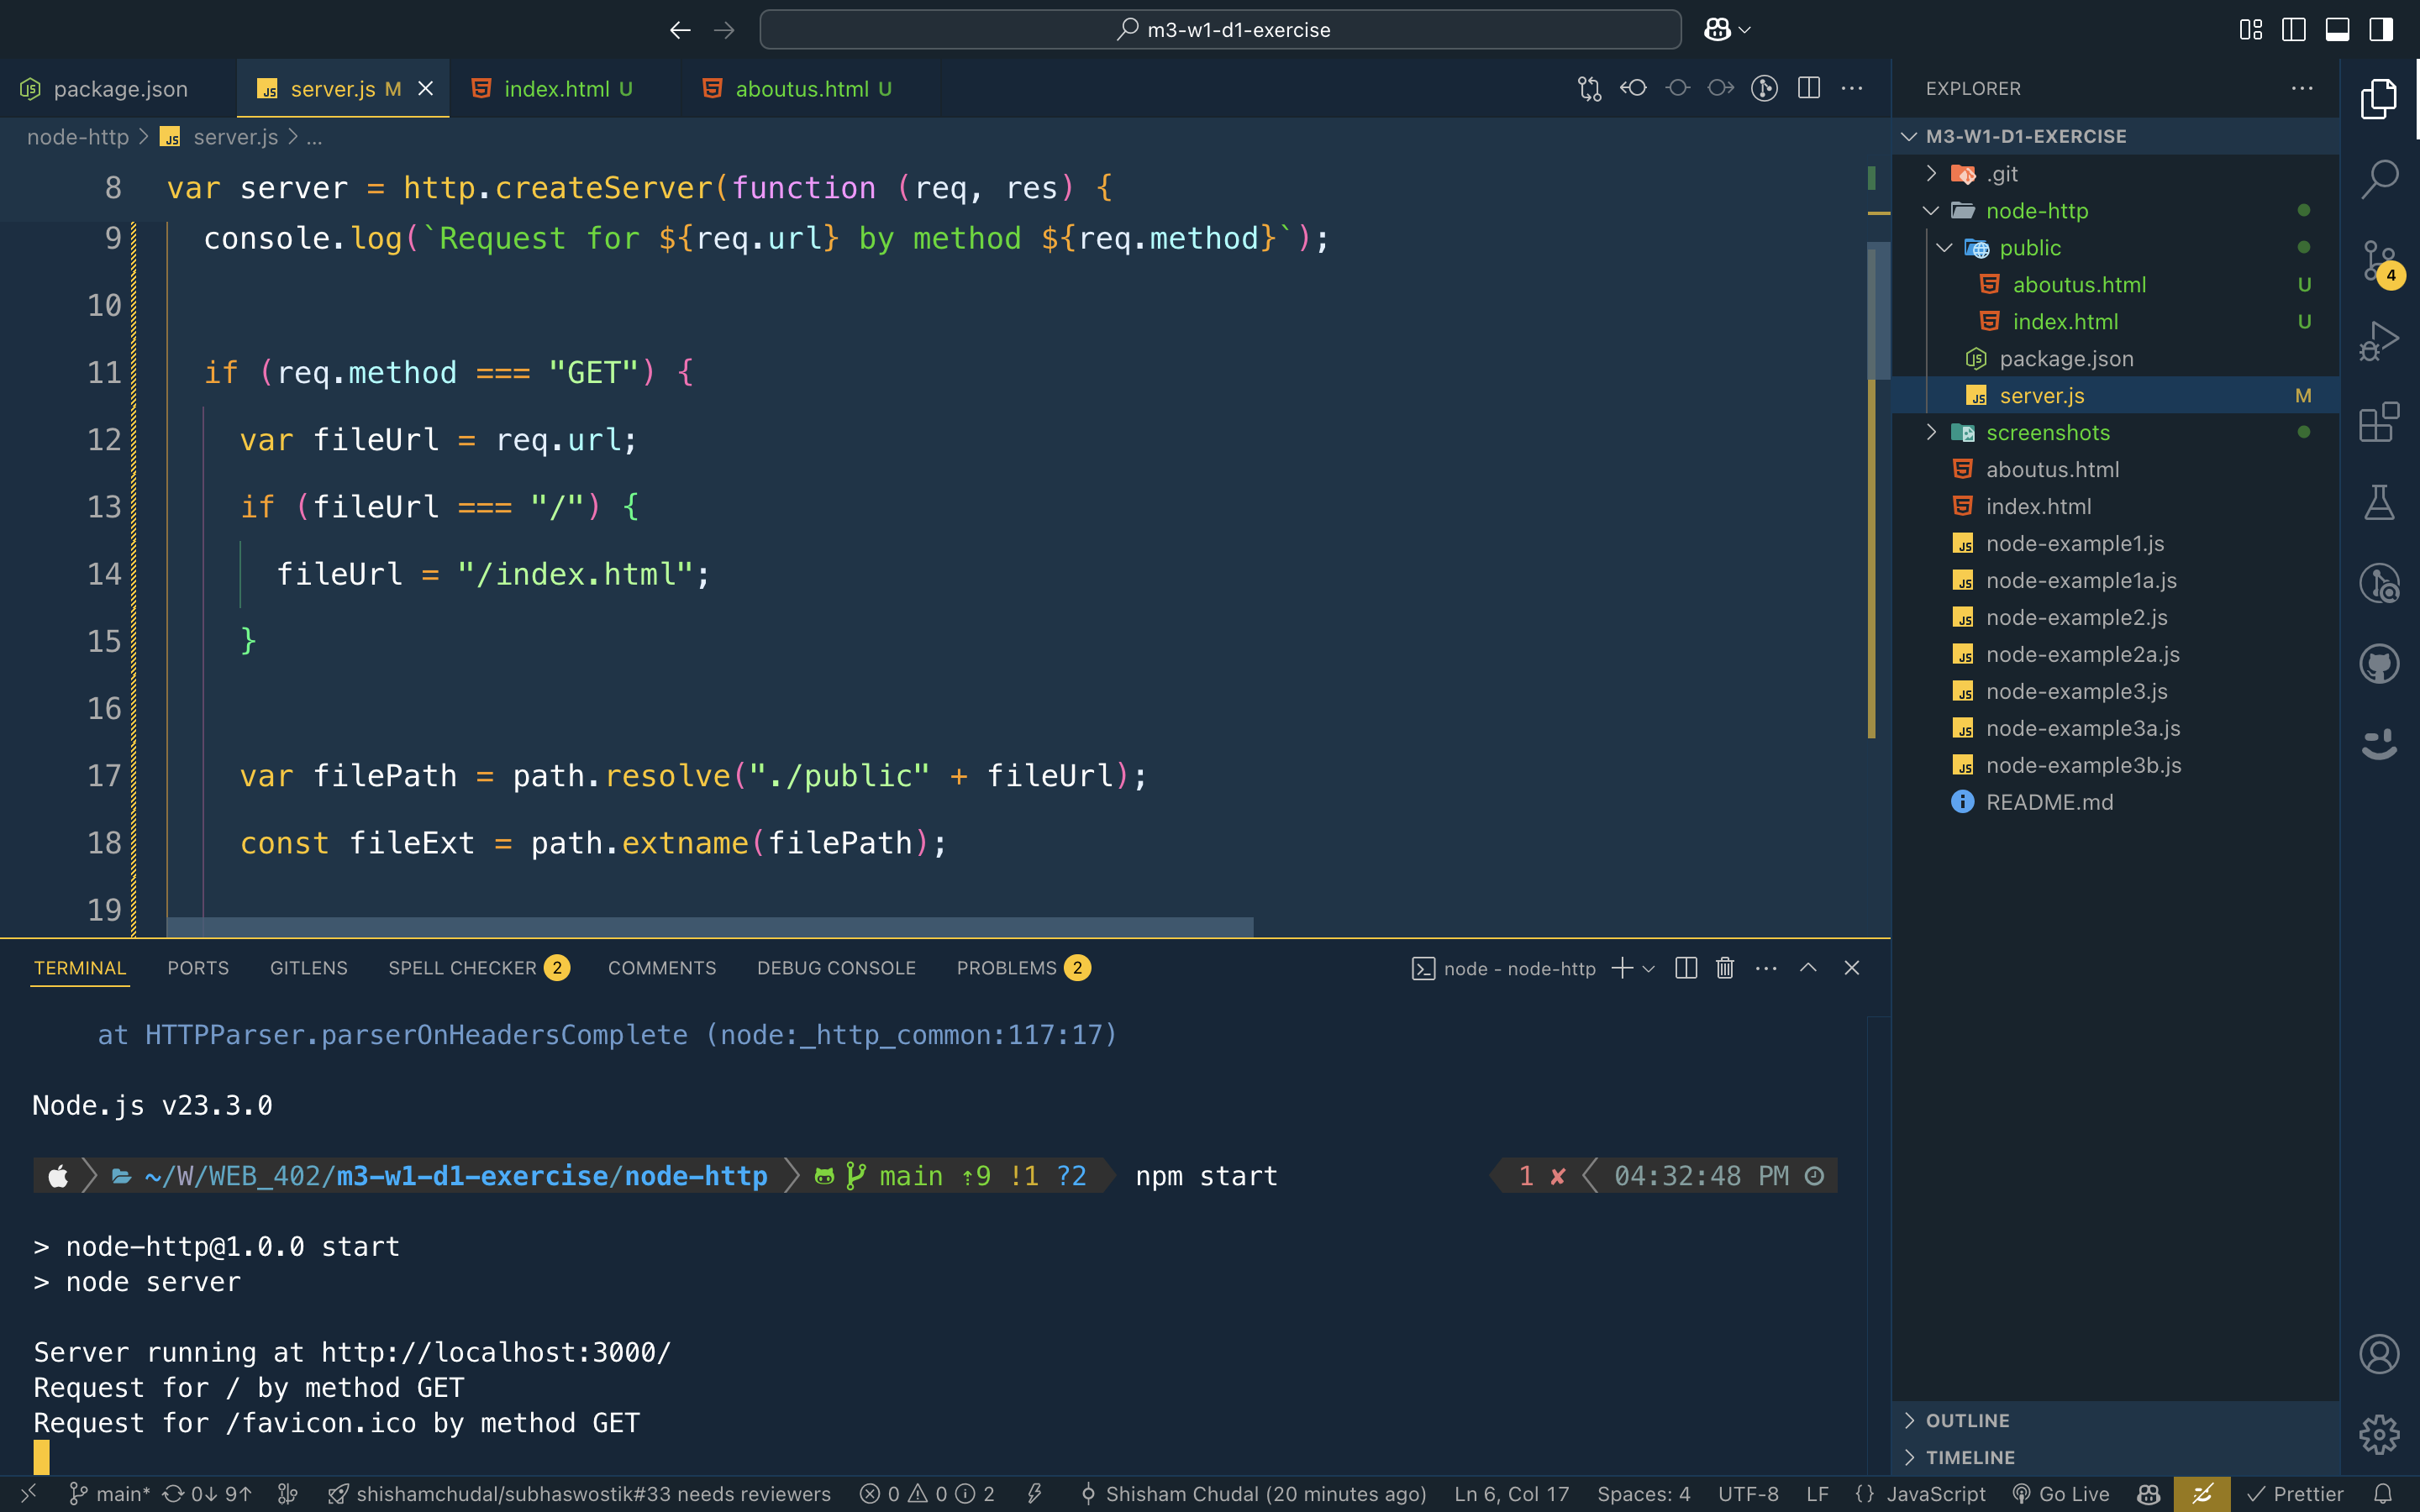 m3-w1-d1-exercise
package.json
server.js M
index.html U
aboutus.html U
node-http > server.js > ...
8 var server = http.createServer(function (req, res) {
9 console.log(`Request for ${req.url} by method ${req.method}`);
10
11 if (req.method === "GET") {
12 var fileUrl = req.url;
13 if (fileUrl === "/") {
14 fileUrl = "/index.html";
15 }
16
17 var filePath = path.resolve("./public" + fileUrl);
18 const fileExt = path.extname(filePath);
19
EXPLORER
M3-W1-D1-EXERCISE
.git
node-http
public
aboutus.html U
index.html U
package.json
server.js M
screenshots
aboutus.html
index.html
node-example1.js
node-example1a.js
node-example2.js
node-example2a.js
node-example3.js
node-example3a.js
node-example3b.js
README.md
OUTLINE
TIMELINE
4
TERMINAL PORTS GITLENS SPELL CHECKER 2 COMMENTS DEBUG CONSOLE PROBLEMS 2
node - node-http
at HTTPParser.parserOnHeadersComplete (node:_http_common:117:17)
Node.js v23.3.0
~/W/WEB_402/m3-w1-d1-exercise/node-http main ⇡9 !1 ?2 npm start 1 ✘ 04:32:48 PM
> node-http@1.0.0 start
> node server
Server running at http://localhost:3000/
Request for / by method GET
Request for /favicon.ico by method GET
main* 0↓ 9↑ shishamchudal/subhaswostik#33 needs reviewers 0 0 2 Shisham Chudal (20 minutes ago) Ln 6, Col 17 Spaces: 4 UTF-8 LF {} JavaScript Go Live Prettier